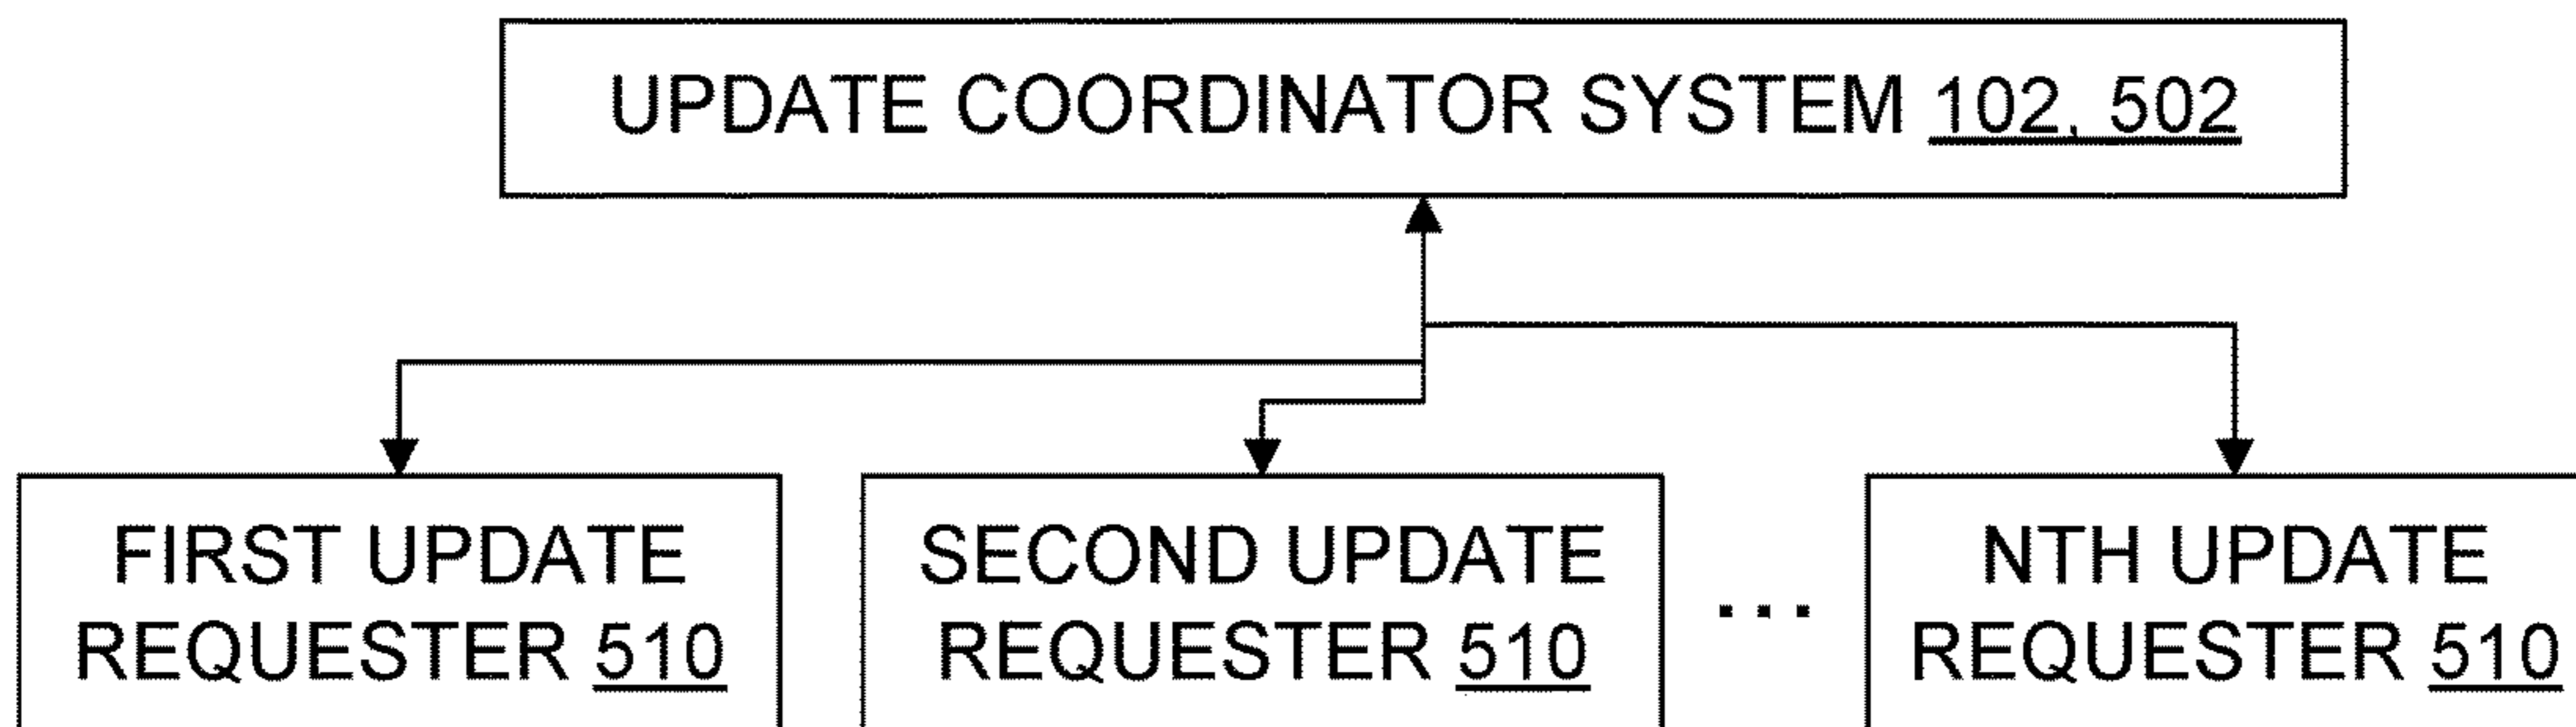 UPDATE COORDINATOR SYSTEM 102, 502
FIRST UPDATE
REQUESTER 510
SECOND UPDATE
REQUESTER 510
...
NTH UPDATE
REQUESTER 510